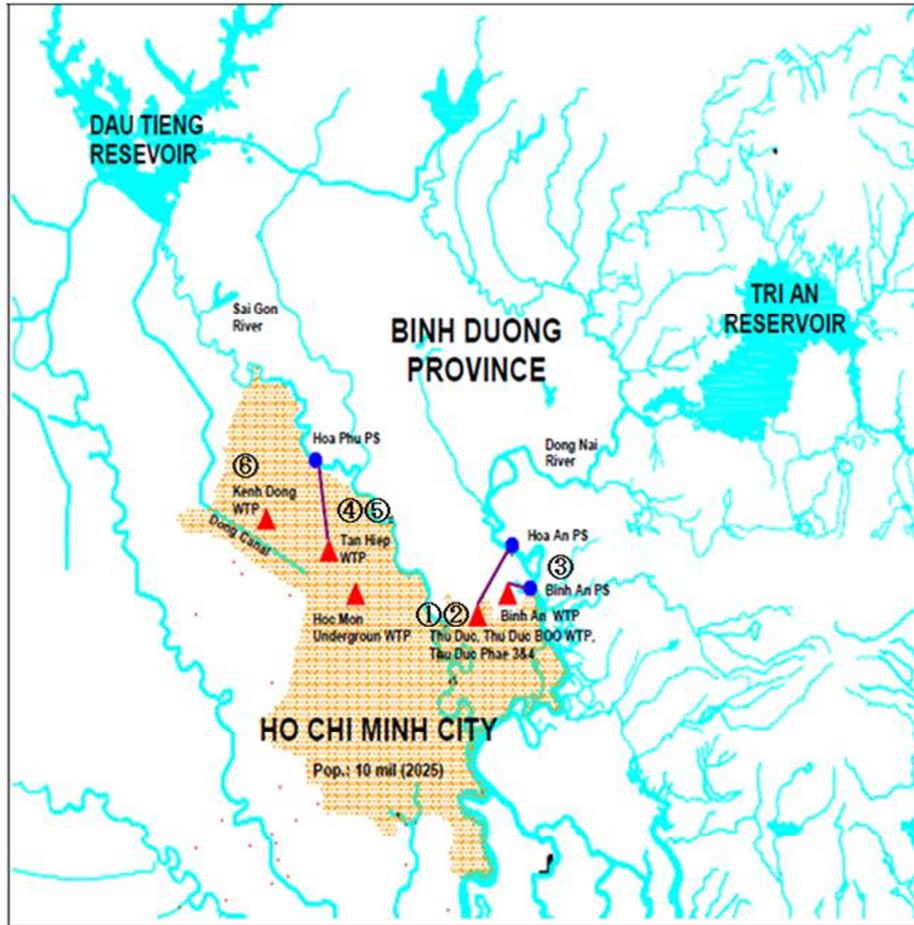 DAU TIENG
RESEVOIR
TRI AN
RESERVOIR
Sai Gon
River
BINH DUONG
PROVINCE
Dong Nai
River
Hoa Phu PS
⑥
Kenh Dong
WTP
Dong Canal
④⑤
Tan Hiep
WTP
Hoa An PS
③
Binh An PS
Binh An WTP
Hoc Mon
Undergroun WTP
①②
Thu Duc, Thu Duc BOO WTP,
Thu Duc Phae 3&4
HO CHI MINH CITY
Pop.: 10 mil (2025)